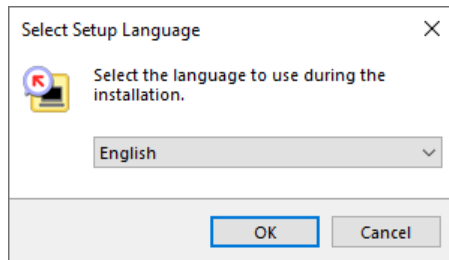 Select Setup Language
Select the language to use during the
installation.
English
OK
Cancel